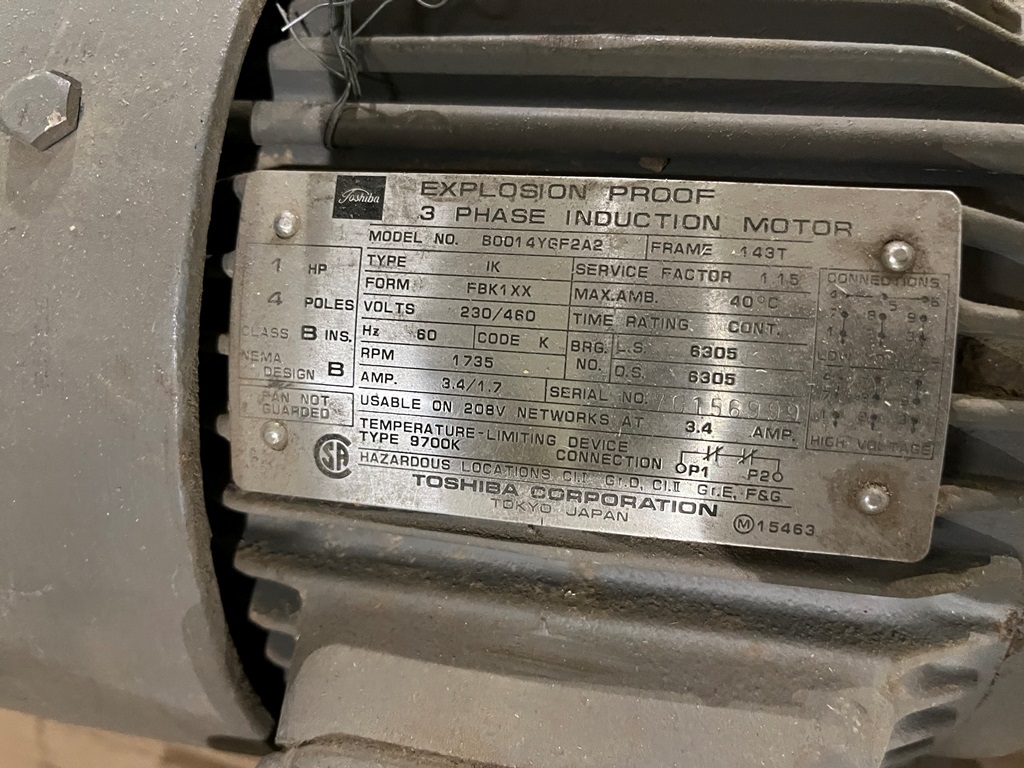 Toshiba
EXPLOSION PROOF
3 PHASE INDUCTION MOTOR
MODEL NO. B0014YGF2A2 FRAME 143T
1 HP
4 POLES
CLASS B INS.
NEMA DESIGN B
FAN NOT
GUARDED
TYPE IK SERVICE FACTOR 1.15
FORM FBK1XX MAX.AMB. 40°C
VOLTS 230/460 TIME RATING CONT.
Hz 60 CODE K BRG. NO. L.S. 6305
RPM 1735 O.S. 6305
AMP. 3.4/1.7 SERIAL NO.
USABLE ON 208V NETWORKS AT 3.4 AMP.
TEMPERATURE-LIMITING DEVICE
TYPE 9700K CONNECTION P1 P2
HAZARDOUS LOCATIONS Cl.I Gr.D, Cl.II Gr.E, F&G
TOSHIBA CORPORATION
TOKYO JAPAN
M 15463
SA
CONNECTIONS
HIGH VOLTAGE